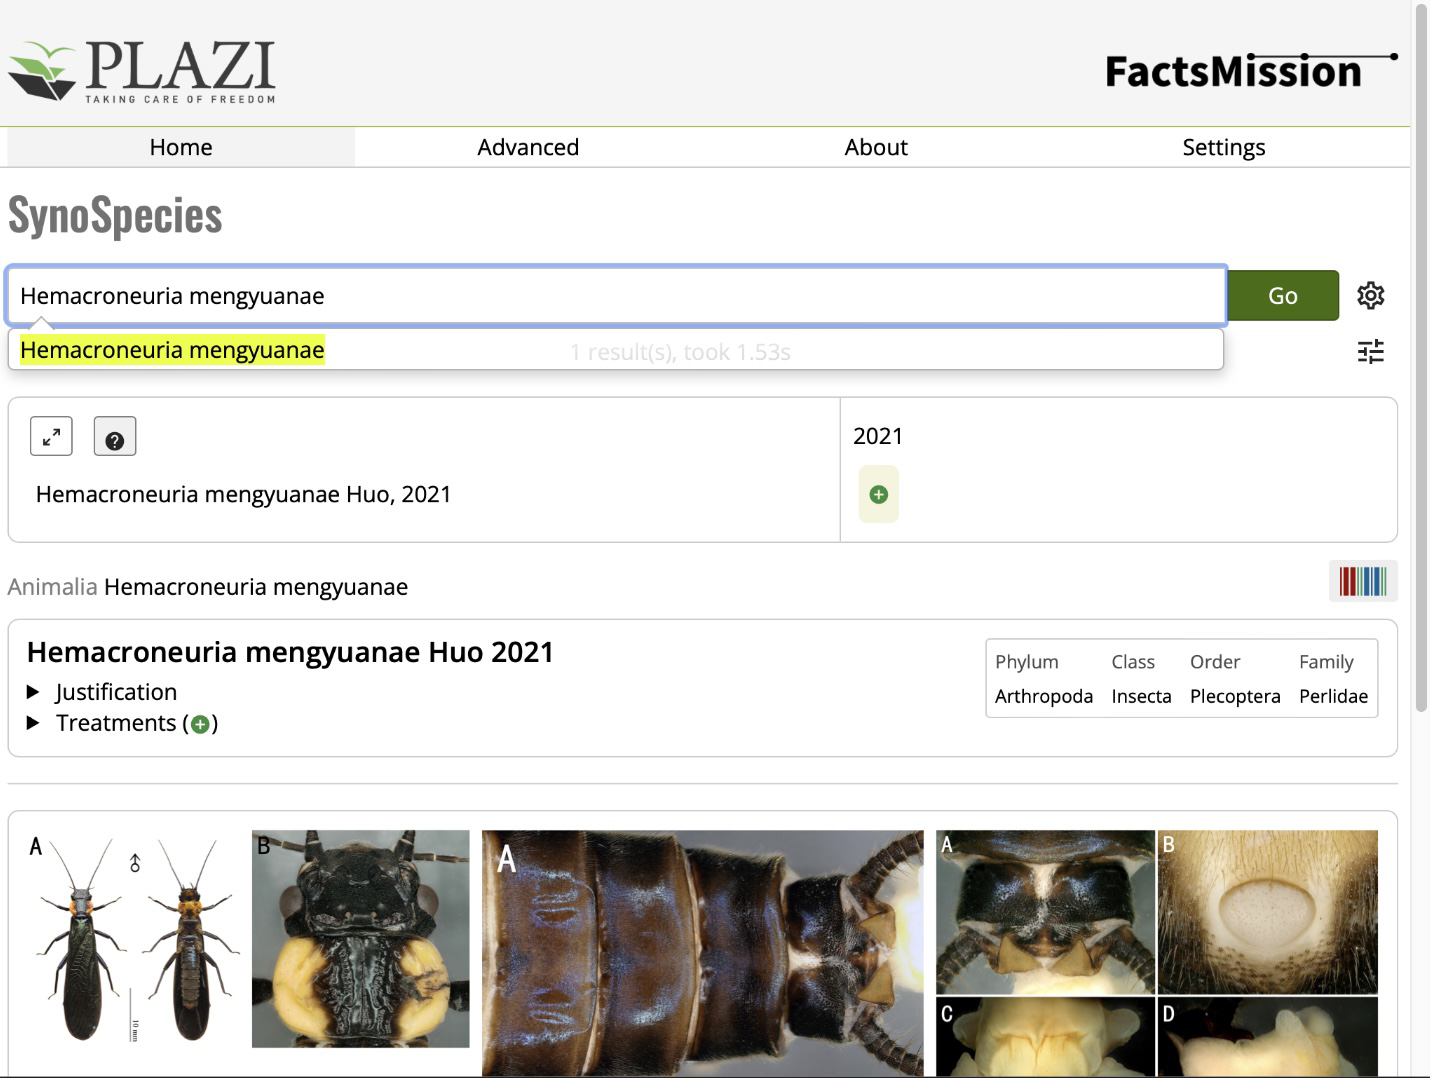 PLAZI
TAKING CARE OF FREEDOM
FactsMission
Home Advanced About Settings
SynoSpecies
Hemacroneuria mengyuanae Go
Hemacroneuria mengyuanae 1 result(s), took 1.53s
2021
Hemacroneuria mengyuanae Huo, 2021
Animalia Hemacroneuria mengyuanae
Hemacroneuria mengyuanae Huo 2021
Justification
Treatments ( )
Phylum Class Order Family
Arthropoda Insecta Plecoptera Perlidae
A ♂ B A A B
10 mm
C D